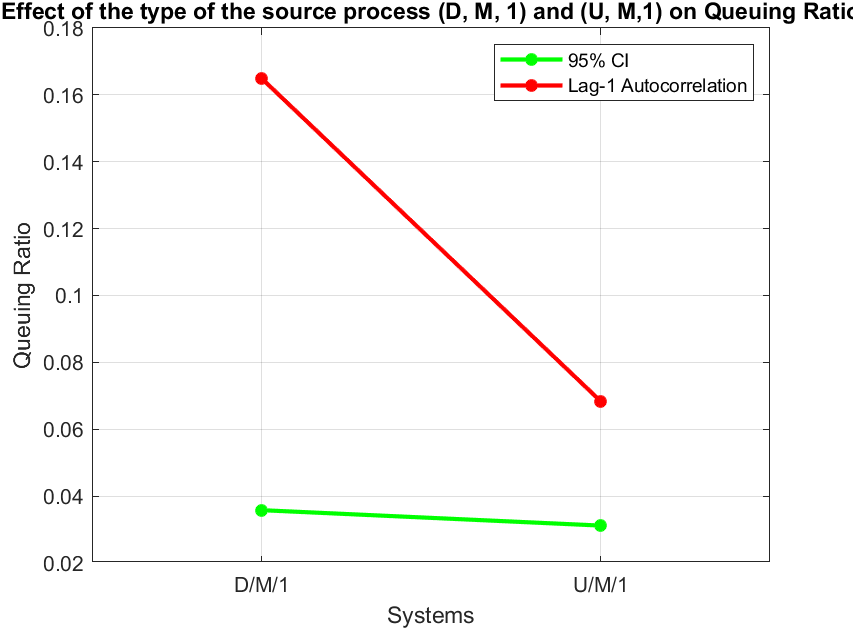 Effect of the type of the source process (D, M, 1) and (U, M,1) on Queuing Ratio
95% CI
Lag-1 Autocorrelation
Queuing Ratio
0.18
0.16
0.14
0.12
0.1
0.08
0.06
0.04
0.02
D/M/1
U/M/1
Systems